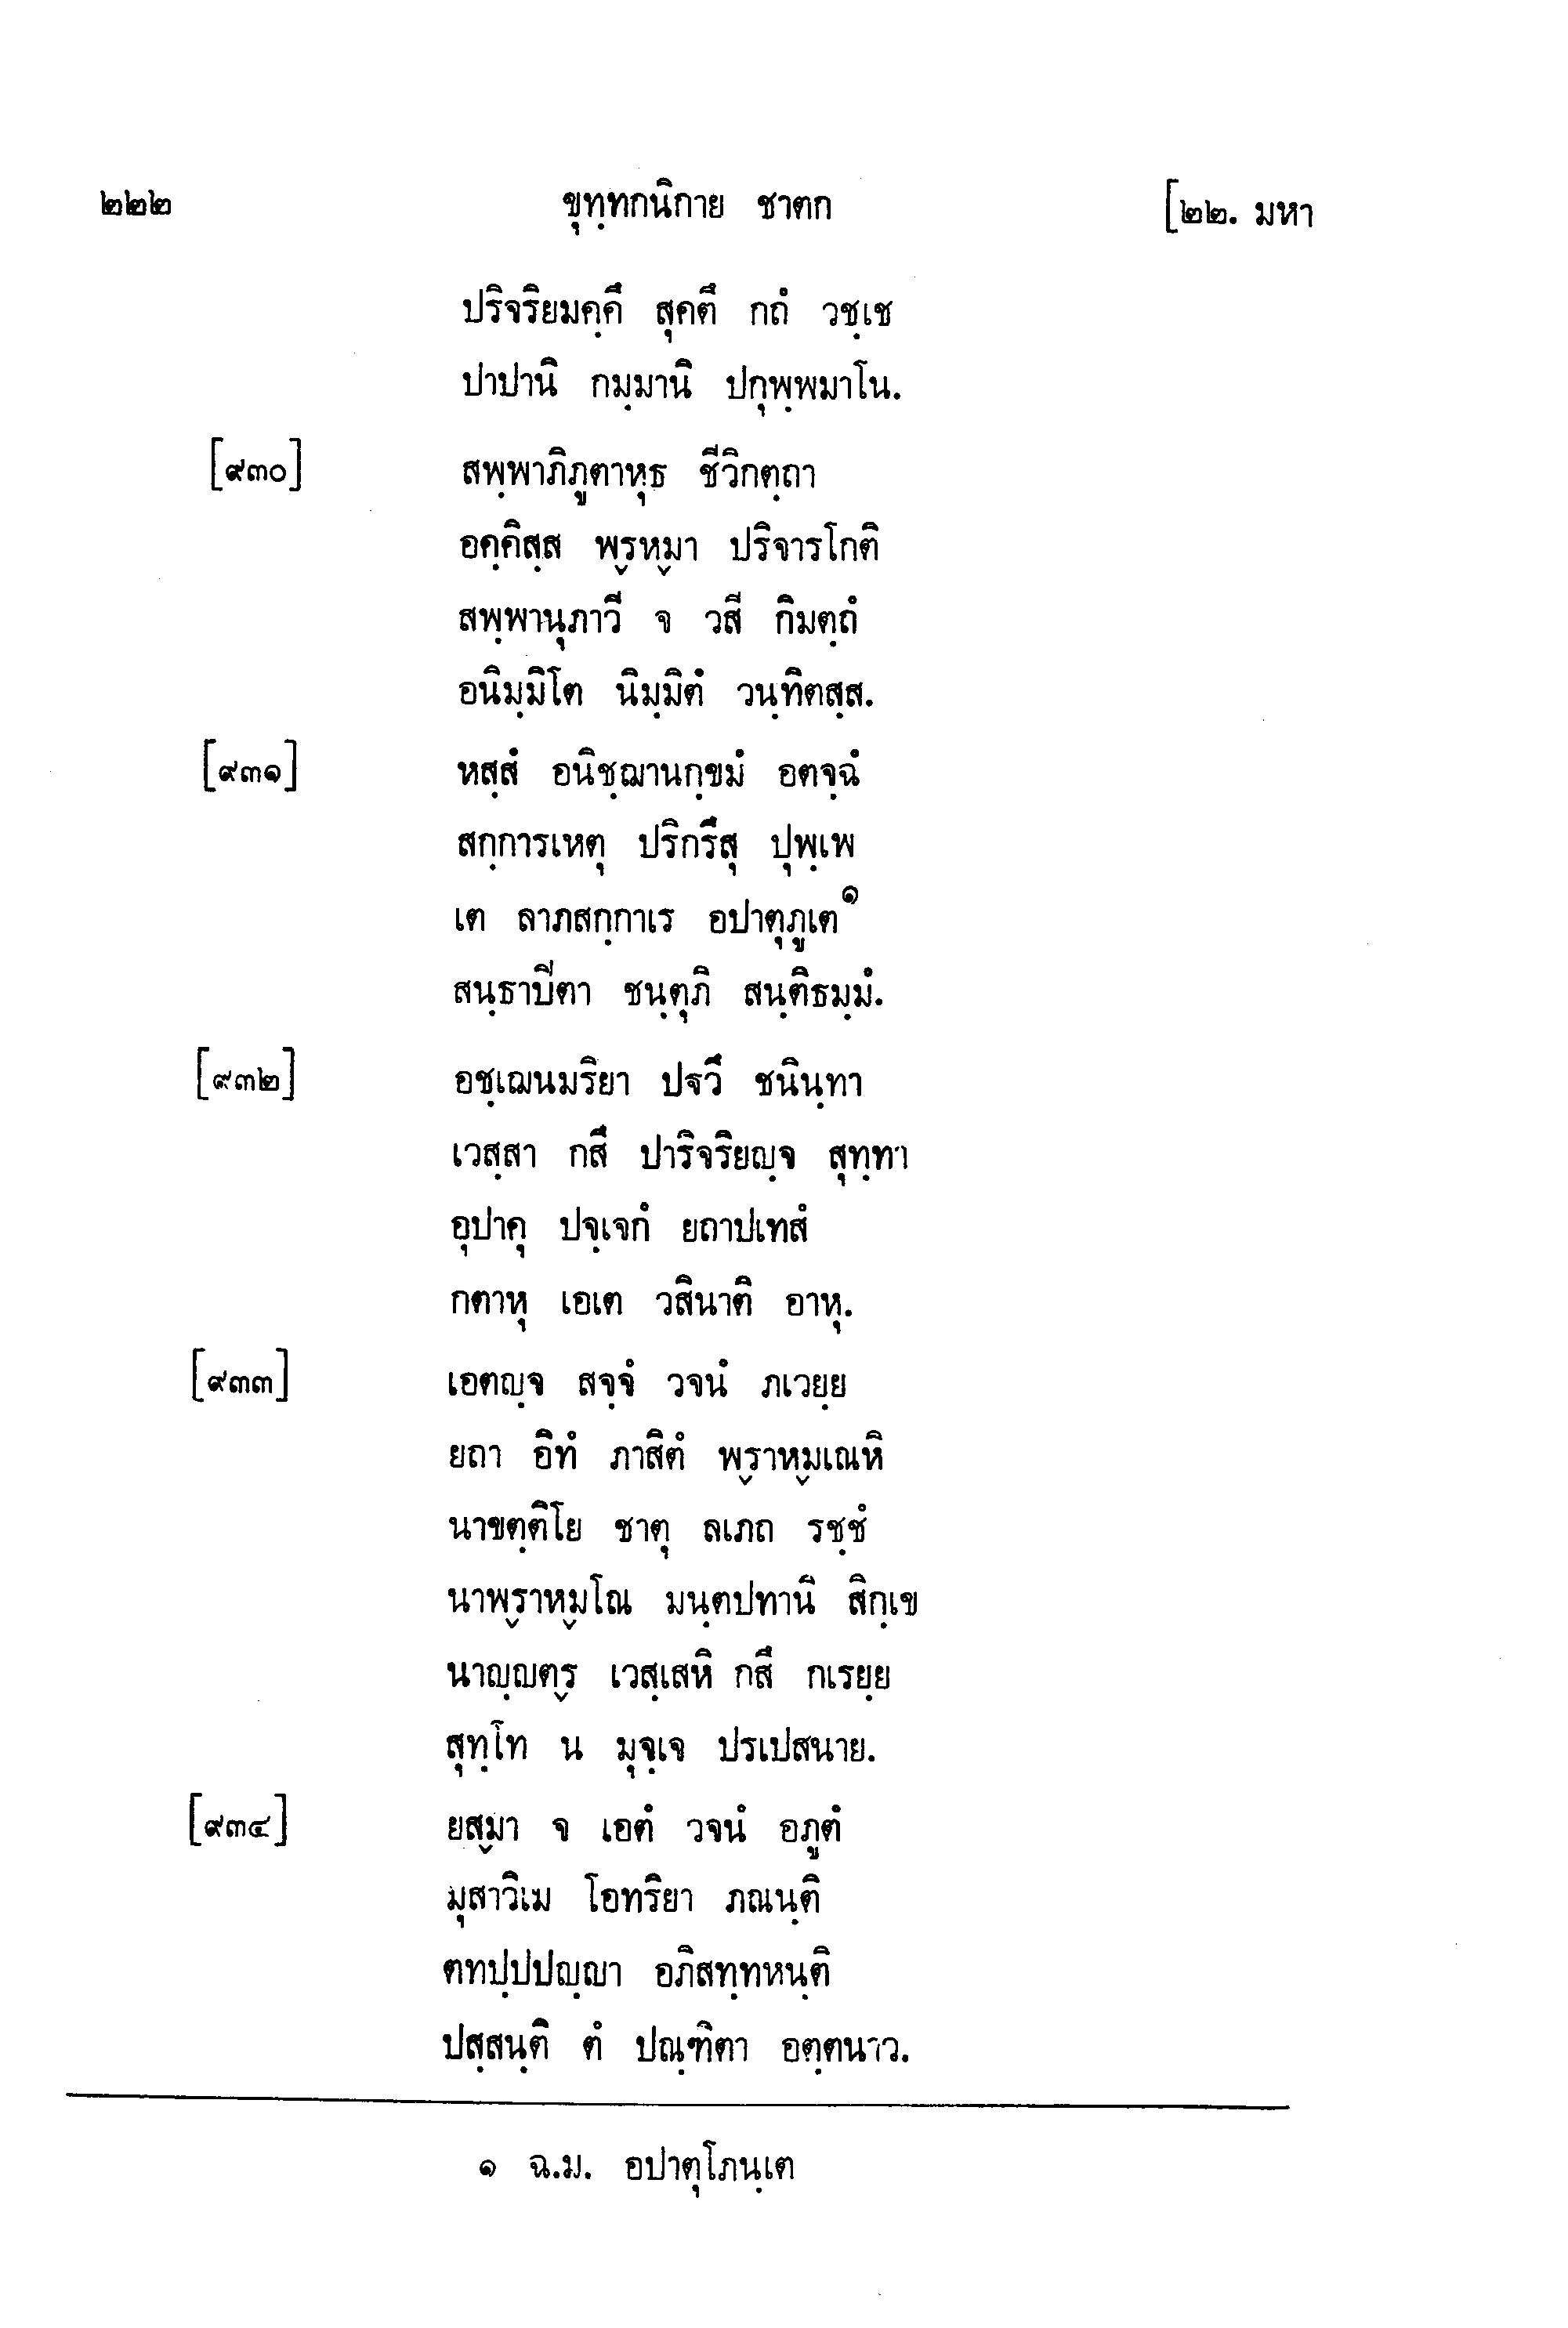 ๒๒๒ ขุทฺทกนิกาย ชาตก [๒๒. มหา
ปริจริยมคฺคึ สุคตึ กถํ วชฺเช
ปาปานิ กมฺมานิ ปกุพฺพมาโน.
[๙๓๐] สพฺพาภิภูตาหุธ ชีวิกตฺถา
อคฺคิสฺส พฺรหฺมา ปริจารโกติ
สพฺพานุภาวี จ วสี กิมตฺถํ
อนิมฺมิโต นิมฺมิตํ วนฺทิตสฺส.
[๙๓๑] หสฺสํ อนิชฺฌานกฺขมํ อตจฺฉํ
สกฺการเหตุ ปริกรึสุ ปุพฺเพ
เต ลาภสกฺกาเร อปาตุภูเต๑
สนฺธาปีตา ชนฺตุภิ สนฺติธมฺมํ.
[๙๓๒] อชฺเฌนมริยา ปฐวึ ชนินฺทา
เวสฺสา กสึ ปาริจริยญฺจ สุทฺทา
อุปาคุ ปจฺเจกํ ยถาปเทสํ
กตาหุ เอเต วสินาติ อาหุ.
[๙๓๓] เอตญฺจ สจฺจํ วจนํ ภเวยฺย
ยถา อิทํ ภาสิตํ พฺราหฺมเณหิ
นาขตฺติโย ชาตุ ลเภถ รชฺชํ
นาพฺราหฺมโณ มนฺตปทานิ สิกฺเข
นาญฺญตฺร เวสฺเสหิ กสึ กเรยฺย
สุทฺโท น มุจฺเจ ปรเปสนาย.
[๙๓๔] ยสฺมา จ เอตํ วจนํ อภูตํ
มุสาวิเม โอทริยา ภณนฺติ
ตทปฺปปญฺญา อภิสทฺทหนฺติ
ปสฺสนฺติ ตํ ปณฺฑิตา อตฺตนาว.
๑ ฉ.ม. อปาตุโภนฺเต